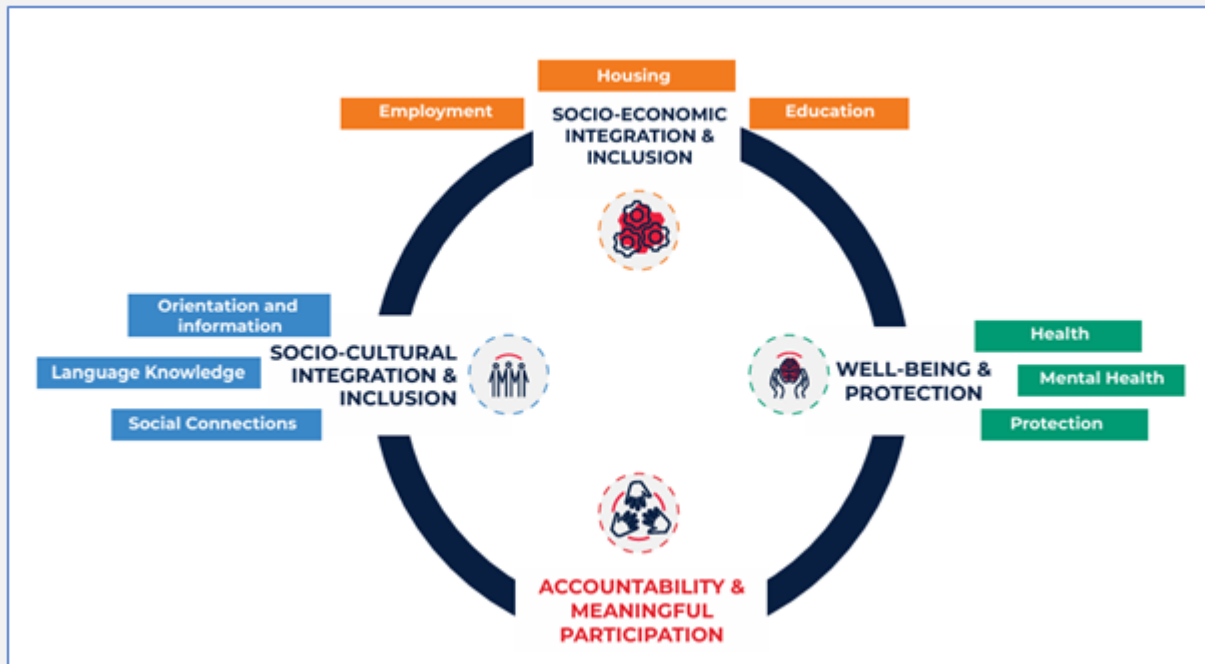 Housing
Employment
SOCIO-ECONOMIC
INTEGRATION &
INCLUSION
Education
Orientation and
information
Language Knowledge
Social Connections
SOCIO-CULTURAL
INTEGRATION &
INCLUSION
WELL-BEING &
PROTECTION
Health
Mental Health
Protection
ACCOUNTABILITY &
MEANINGFUL
PARTICIPATION